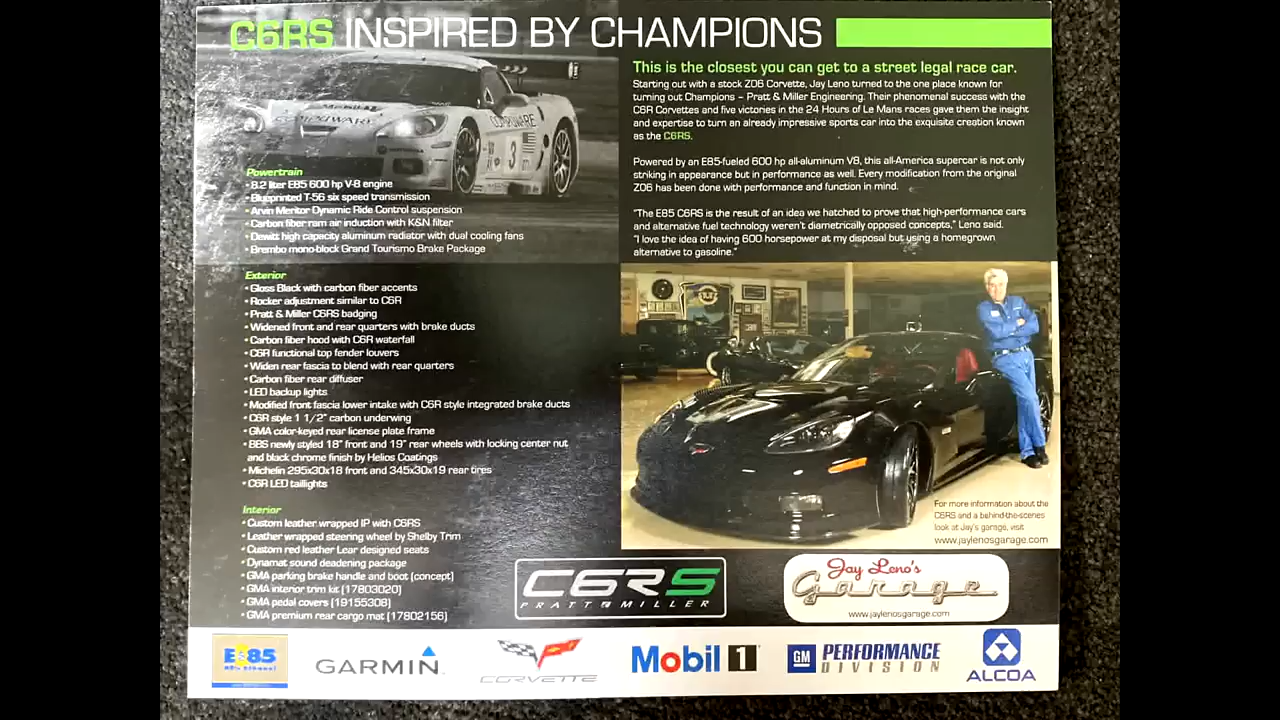 C6RS INSPIRED BY CHAMPIONS
This is the closest you can get to a street legal race car.
Starting out with a stock Z06 Corvette, Jay Leno turned to the one place known for
turning out Champions – Pratt & Miller Engineering. Their phenomenal success with the
C6R Corvettes and five victories in the 24 Hours of Le Mans races gave them the insight
and expertise to turn an already impressive sports car into the exquisite creation known
as the C6RS.
Powered by an E85-fueled 600 hp all-aluminum V8, this all-America supercar is not only
striking in appearance but in performance as well. Every modification from the original
Z06 has been done with performance and function in mind.
"The E85 C6RS is the result of an idea we hatched to prove that high-performance cars
and alternative fuel technology weren't diametrically opposed concepts," Leno said.
"I love the idea of having 600 horsepower at my disposal but using a homegrown
alternative to gasoline."
COMPUWARE
3
Powertrain
• 8.2 liter E85 600 hp V-8 engine
• Blueprinted T-56 six speed transmission
• Arvin Meritor Dynamic Ride Control suspension
• Carbon fiber ram air induction with K&N filter
• Dewitt high capacity aluminum radiator with dual cooling fans
• Brembo mono-block Grand Tourismo Brake Package
Exterior
• Gloss Black with carbon fiber accents
• Rocker adjustment similar to C6R
• Pratt & Miller C6RS badging
• Widened front and rear quarters with brake ducts
• Carbon fiber hood with C6R waterfall
• C6R functional top fender louvers
• Widen rear fascia to blend with rear quarters
• Carbon fiber rear diffuser
• LED backup lights
• Modified front fascia lower intake with C6R style integrated brake ducts
• C6R style 1 1/2" carbon underwing
• GMA color-keyed rear license plate frame
• BBS newly styled 18" front and 19" rear wheels with locking center nut
and black chrome finish by Helios Coatings
• Michelin 295x30x18 front and 345x30x19 rear tires
• C6R LED taillights
Interior
• Custom leather wrapped IP with C6RS
• Leather wrapped steering wheel by Shelby Trim
• Custom red leather Lear designed seats
• Dynamat sound deadening package
• GMA parking brake handle and boot (concept)
• GMA interior trim kit (17803020)
• GMA pedal covers (19155308)
• GMA premium rear cargo mat (17802156)
For more information about the
C6RS and a behind-the-scenes
look at Jay's garage, visit
www.jaylenosgarage.com
C6RS
PRATT MILLER
Jay Leno's
Garage
www.jaylenosgarage.com
E85
GARMIN
CORVETTE
Mobil 1
GM PERFORMANCE
DIVISION
ALCOA